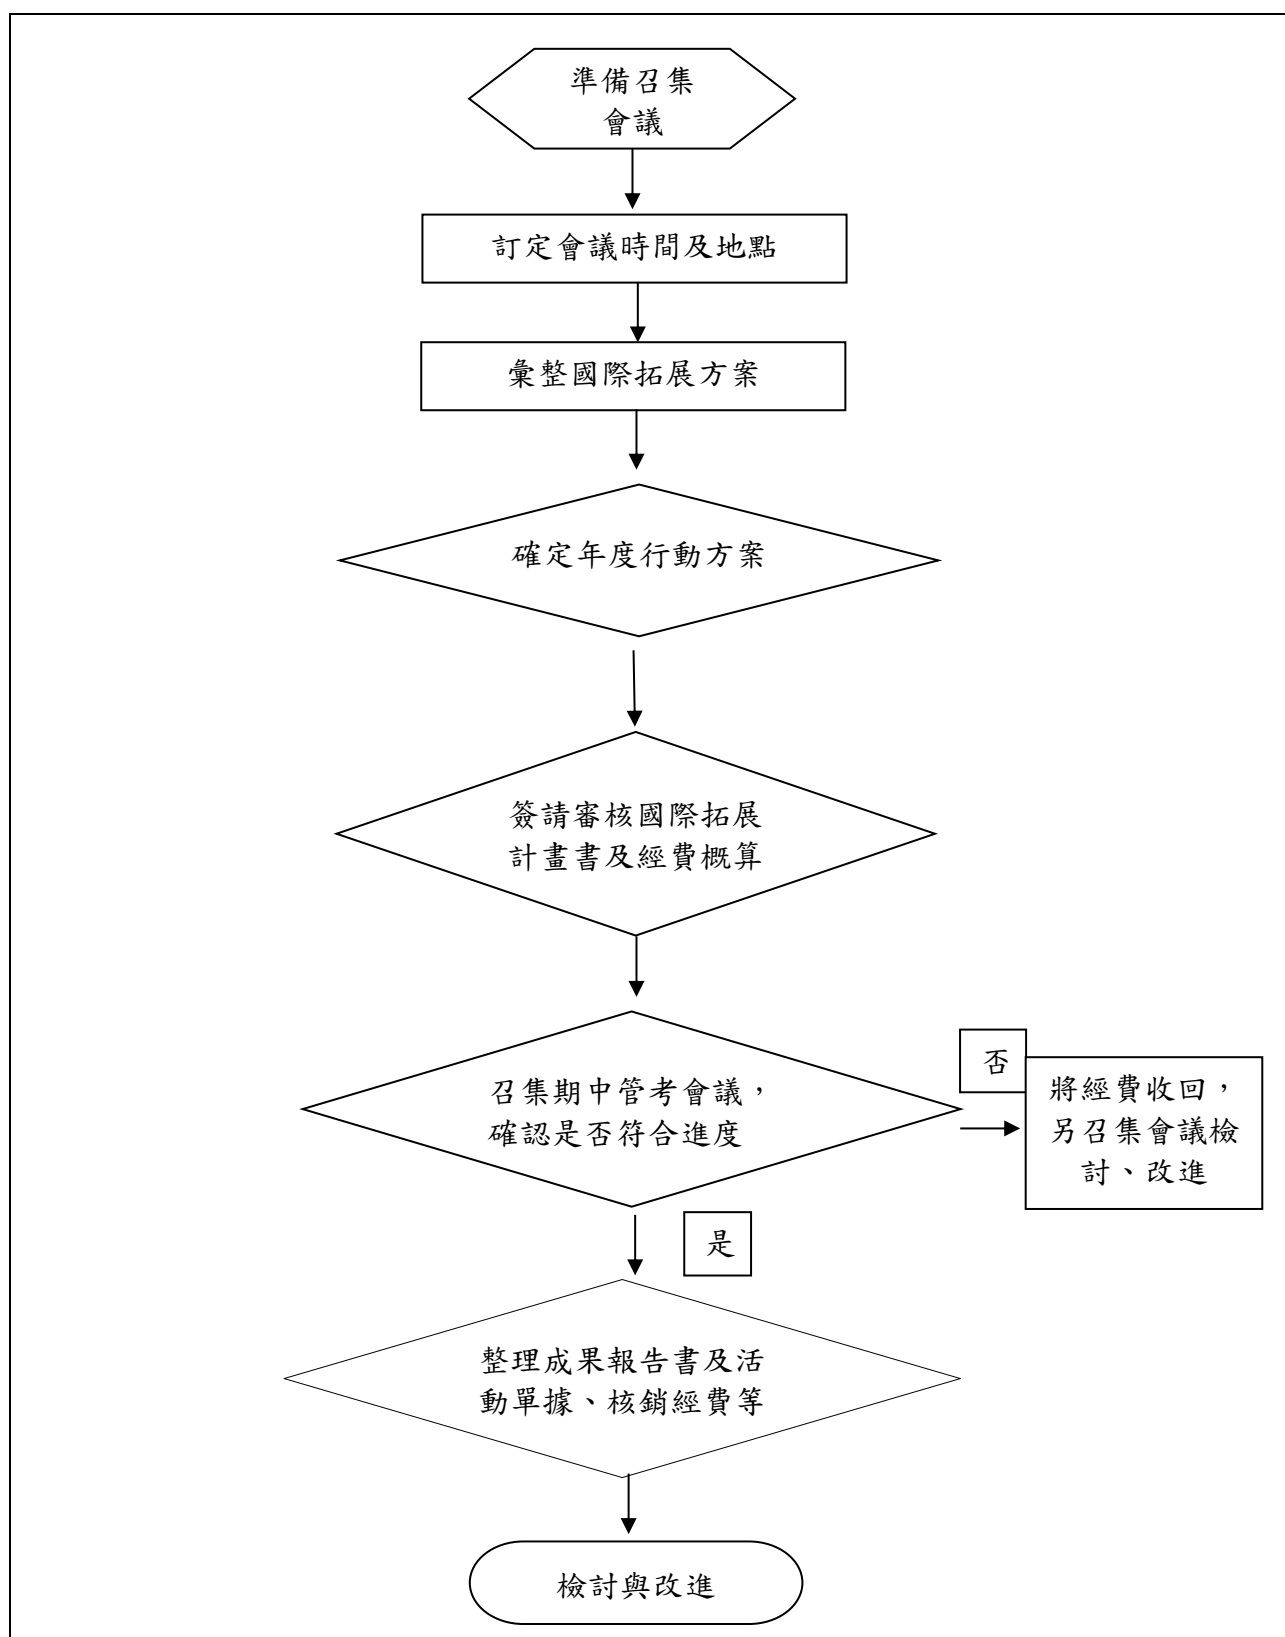 準備召集
會議
訂定會議時間及地點
彙整國際拓展方案
確定年度行動方案
簽請審核國際拓展
計畫書及經費概算
召集期中管考會議，
確認是否符合進度
否
將經費收回，
另召集會議檢
討、改進
是
整理成果報告書及活
動單據、核銷經費等
檢討與改進